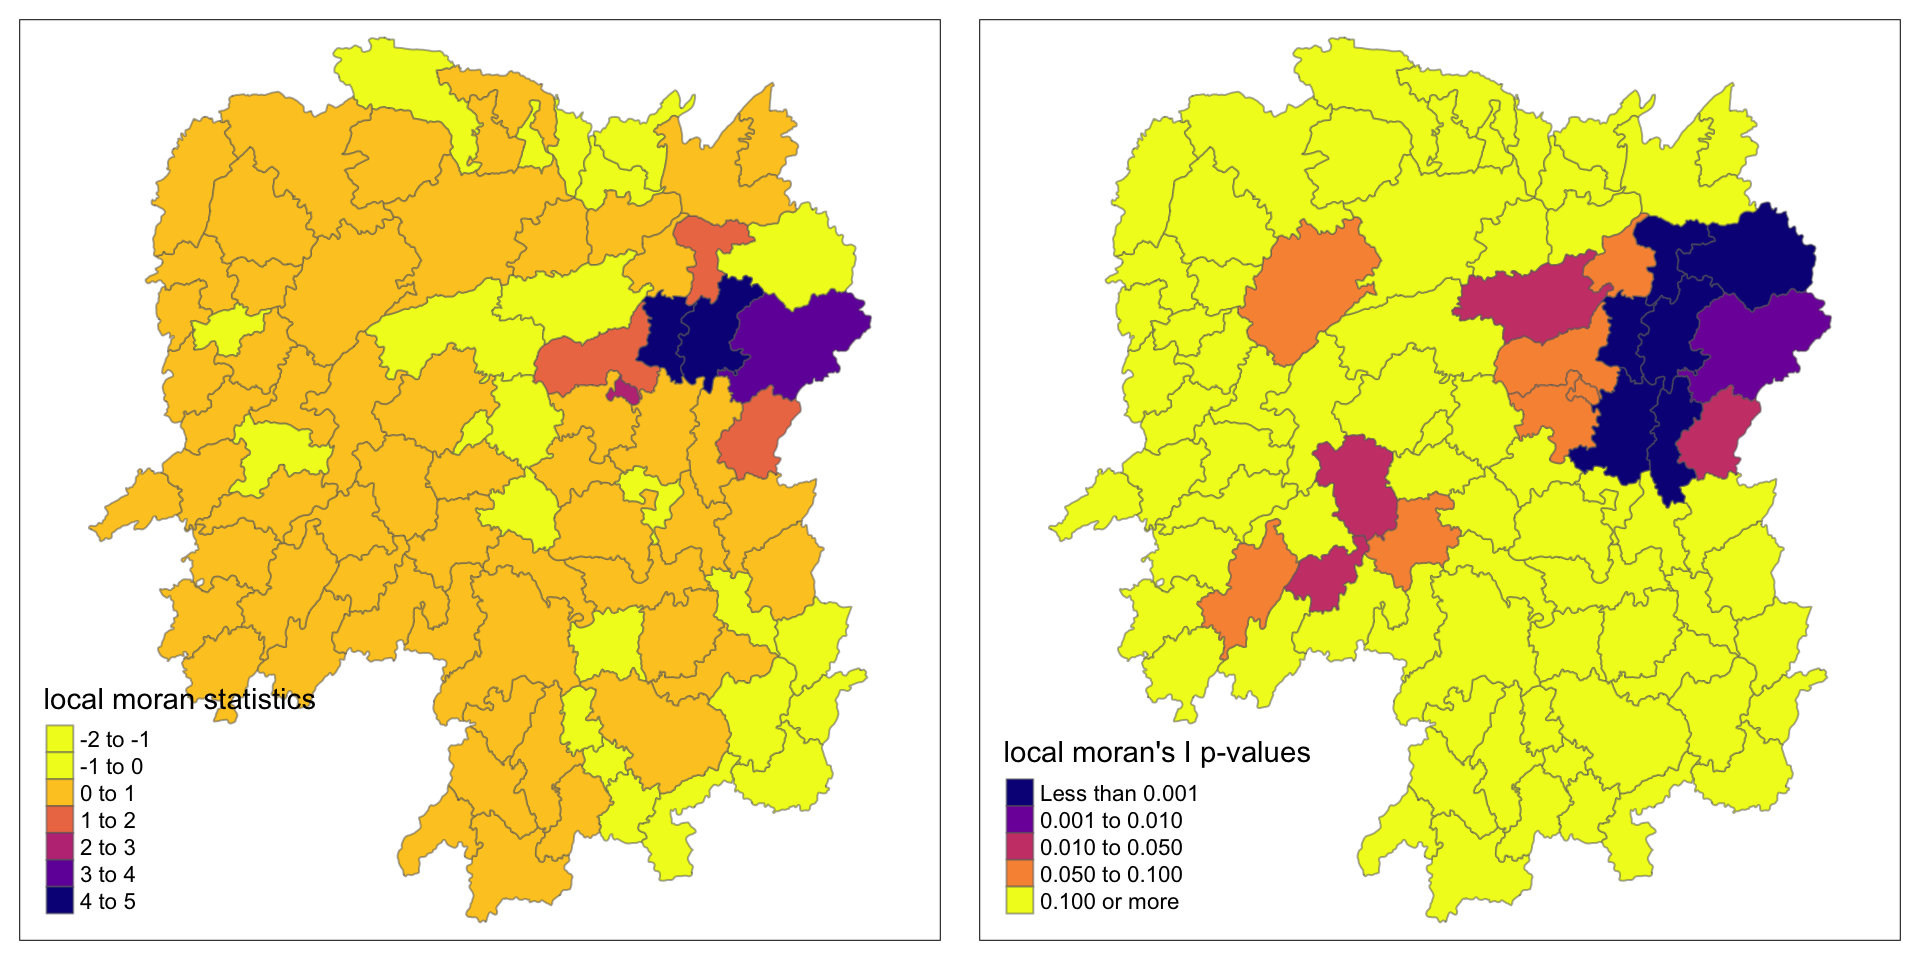 local moran statistics
-2 to -1
-1 to 0
0 to 1
1 to 2
2 to 3
3 to 4
4 to 5
local moran's I p-values
Less than 0.001
0.001 to 0.010
0.010 to 0.050
0.050 to 0.100
0.100 or more